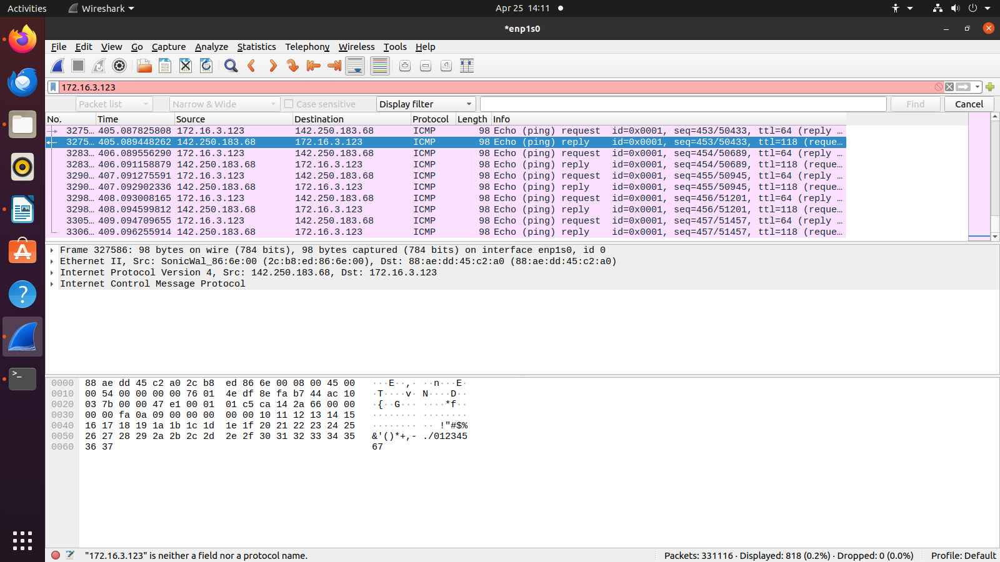 Activities Wireshark Apr 25 14:11
*enp1s0
File Edit View Go Capture Analyze Statistics Telephony Wireless Tools Help
172.16.3.123
Packet list Narrow & Wide Case sensitive Display filter Find Cancel
No. Time Source Destination Protocol Length Info
3275… 405.087825808 172.16.3.123 142.250.183.68 ICMP 98 Echo (ping) request id=0x0001, seq=453/50433, ttl=64 (reply …
3275… 405.089448262 142.250.183.68 172.16.3.123 ICMP 98 Echo (ping) reply id=0x0001, seq=453/50433, ttl=118 (reque…
3283… 406.089556290 172.16.3.123 142.250.183.68 ICMP 98 Echo (ping) request id=0x0001, seq=454/50689, ttl=64 (reply …
3283… 406.091158879 142.250.183.68 172.16.3.123 ICMP 98 Echo (ping) reply id=0x0001, seq=454/50689, ttl=118 (reque…
3290… 407.091275591 172.16.3.123 142.250.183.68 ICMP 98 Echo (ping) request id=0x0001, seq=455/50945, ttl=64 (reply …
3290… 407.092902336 142.250.183.68 172.16.3.123 ICMP 98 Echo (ping) reply id=0x0001, seq=455/50945, ttl=118 (reque…
3298… 408.093008165 172.16.3.123 142.250.183.68 ICMP 98 Echo (ping) request id=0x0001, seq=456/51201, ttl=64 (reply …
3298… 408.094599812 142.250.183.68 172.16.3.123 ICMP 98 Echo (ping) reply id=0x0001, seq=456/51201, ttl=118 (reque…
3305… 409.094709655 172.16.3.123 142.250.183.68 ICMP 98 Echo (ping) request id=0x0001, seq=457/51457, ttl=64 (reply …
3306… 409.096255914 142.250.183.68 172.16.3.123 ICMP 98 Echo (ping) reply id=0x0001, seq=457/51457, ttl=118 (reque…
Frame 327586: 98 bytes on wire (784 bits), 98 bytes captured (784 bits) on interface enp1s0, id 0
Ethernet II, Src: SonicWal_86:6e:00 (2c:b8:ed:86:6e:00), Dst: 88:ae:dd:45:c2:a0 (88:ae:dd:45:c2:a0)
Internet Protocol Version 4, Src: 142.250.183.68, Dst: 172.16.3.123
Internet Control Message Protocol
0000 88 ae dd 45 c2 a0 2c b8 ed 86 6e 00 08 00 45 00 ···E··,· ··n···E·
0010 00 54 00 00 00 00 76 01 4e df 8e fa b7 44 ac 10 ·T····v· N····D··
0020 03 7b 00 00 47 e1 00 01 01 c5 ca 14 2a 66 00 00 ·{··G··· ····*f··
0030 00 00 fa 0a 09 00 00 00 00 00 10 11 12 13 14 15 ········ ········
0040 16 17 18 19 1a 1b 1c 1d 1e 1f 20 21 22 23 24 25 ········ ·· !"#$%
0050 26 27 28 29 2a 2b 2c 2d 2e 2f 30 31 32 33 34 35 &'()*+,- ./012345
0060 36 37 67
"172.16.3.123" is neither a field nor a protocol name. Packets: 331116 · Displayed: 818 (0.2%) · Dropped: 0 (0.0%) Profile: Default